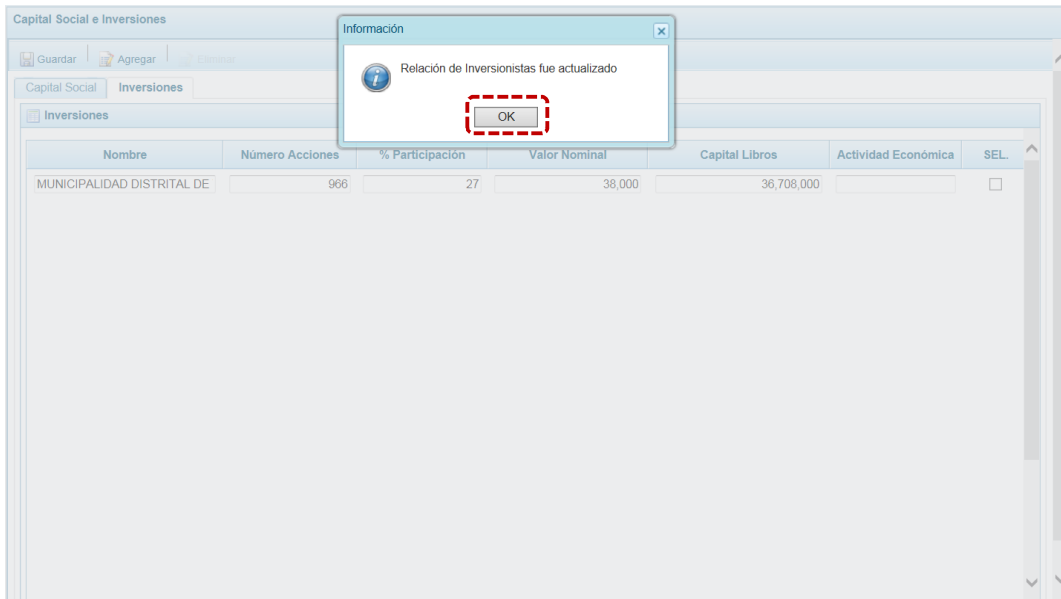 Capital Social e Inversiones
Información
Guardar Agregar
Relación de Inversionistas fue actualizado
OK
Capital Social Inversiones
Inversiones
Nombre Número Acciones % Participación Valor Nominal Capital Libros Actividad Económica SEL.
MUNICIPALIDAD DISTRITAL DE 966 27 38,000 36,708,000